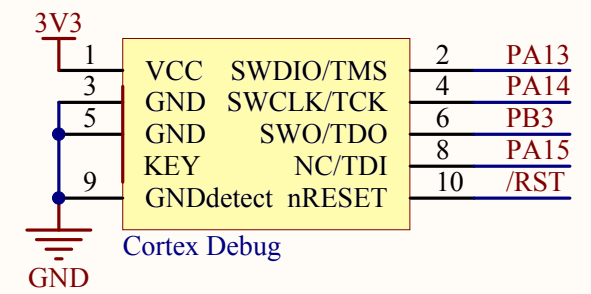 3V3
1 VCC SWDIO/TMS 2 PA13
3 GND SWCLK/TCK 4 PA14
5 GND SWO/TDO 6 PB3
KEY NC/TDI 8 PA15
9 GNDdetect nRESET 10 /RST
Cortex Debug
GND